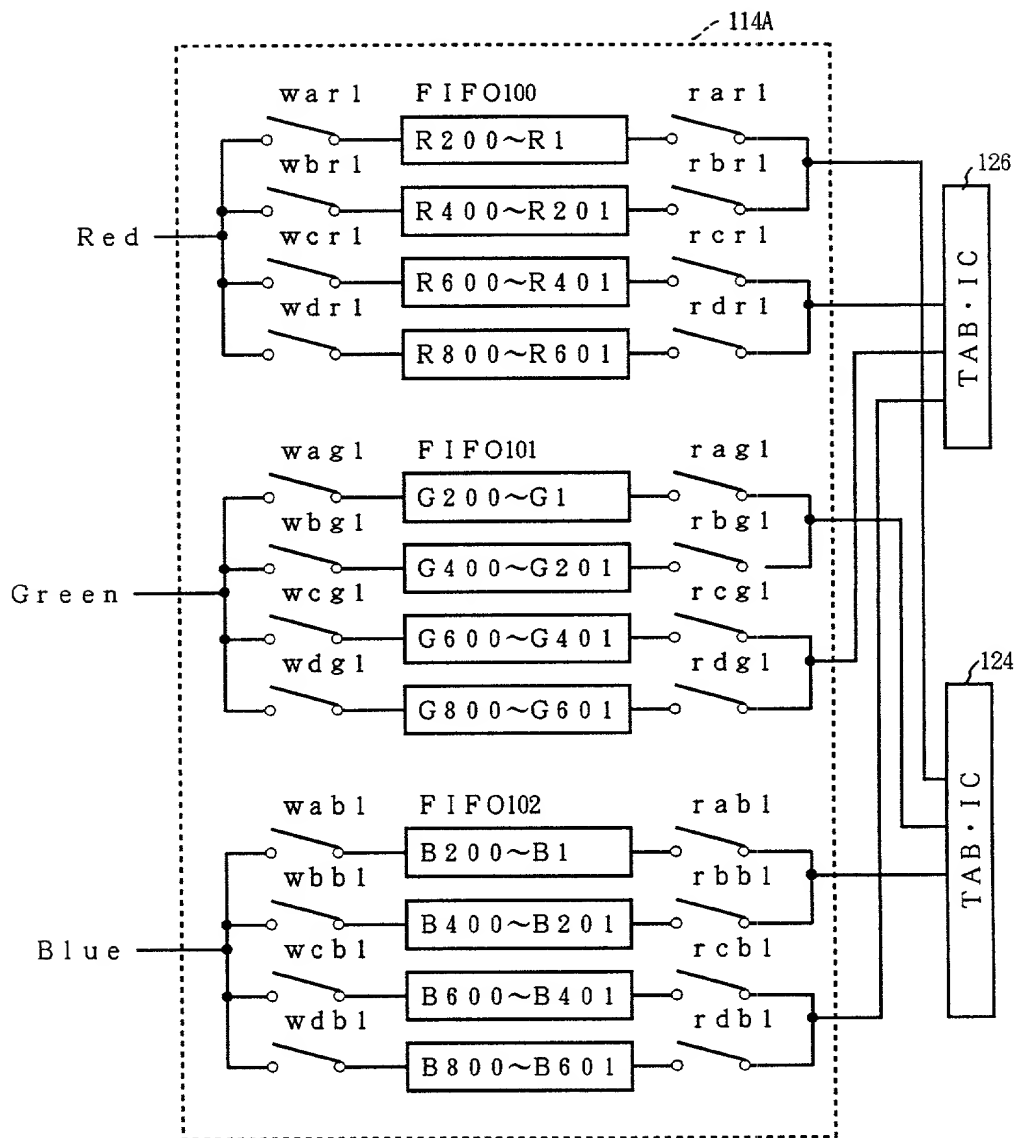 114A
war1 FIFO100 rar1
R200~R1
wbr1 rbr1
R400~R201
Red
wcr1 rcr1
R600~R401
wdr1 rdr1
R800~R601
126
TAB·IC
wag1 FIFO101 rag1
G200~G1
wbg1 rbg1
G400~G201
Green
wcg1 rcg1
G600~G401
wdg1 rdg1
G800~G601
124
TAB·IC
wab1 FIFO102 rab1
B200~B1
wbb1 rbb1
B400~B201
Blue
wcb1 rcb1
B600~B401
wdb1 rdb1
B800~B601